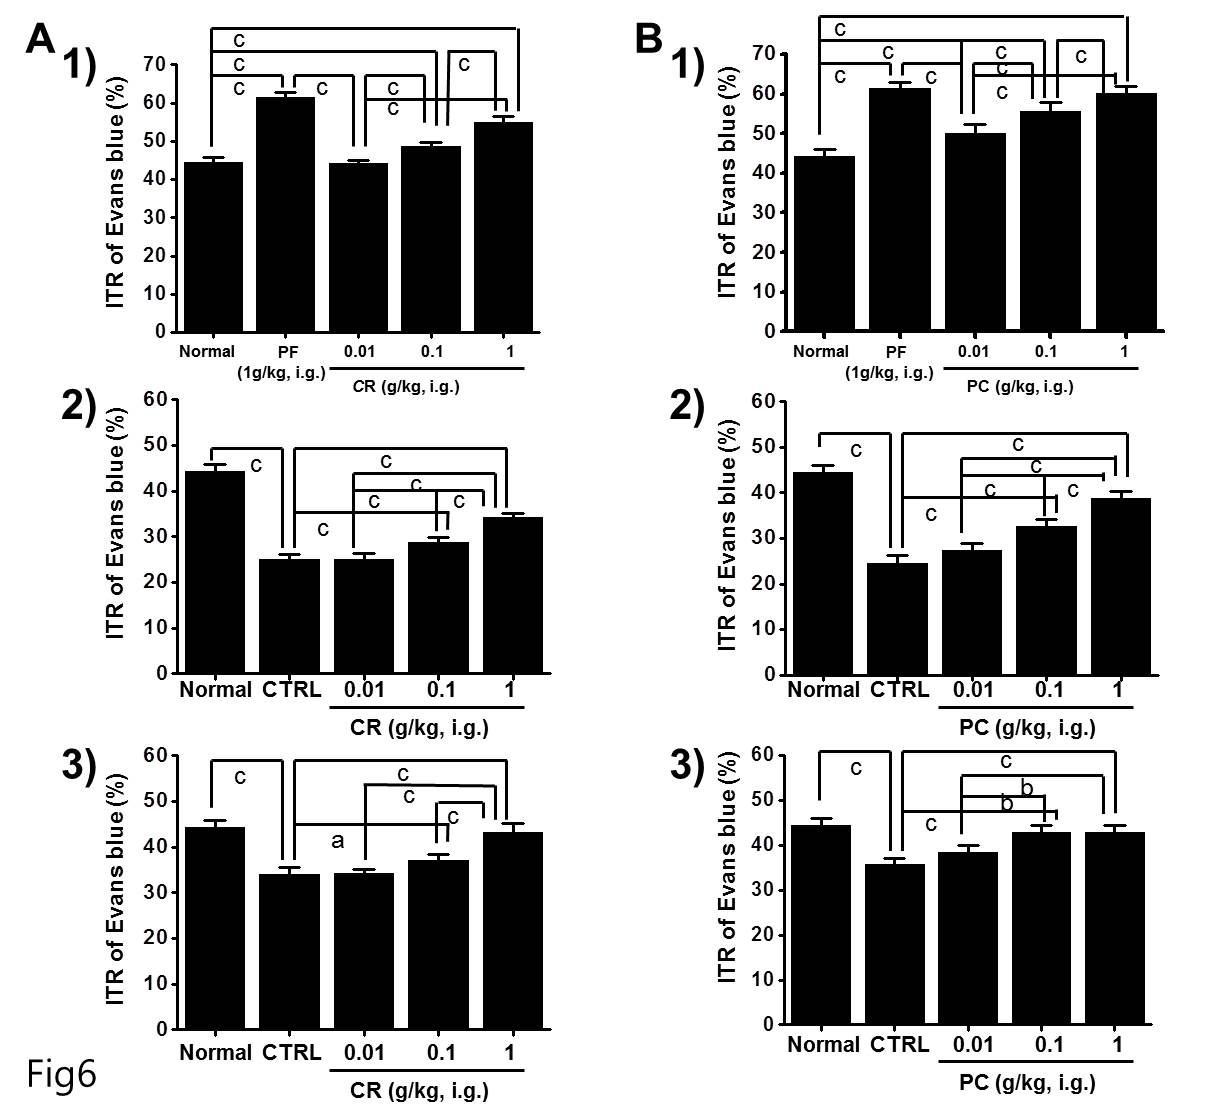 A
1)
ITR of Evans blue (%)
70
60
50
40
30
20
10
0
c
c
c
c
c
c
c
Normal PF 0.01 0.1 1
(1g/kg, i.g.) CR (g/kg, i.g.)
B
1)
ITR of Evans blue (%)
70
60
50
40
30
20
10
0
c
c c c
c c c
c
Normal PF 0.01 0.1 1
(1g/kg, i.g.) PC (g/kg, i.g.)
2)
ITR of Evans blue (%)
60
50
40
30
20
10
0
c c
c
c c
c
Normal CTRL 0.01 0.1 1
CR (g/kg, i.g.)
2)
ITR of Evans blue (%)
60
50
40
30
20
10
0
c c
c
c c
c
Normal CTRL 0.01 0.1 1
PC (g/kg, i.g.)
3)
ITR of Evans blue (%)
60
50
40
30
20
10
0
c c
c
c
a
Normal CTRL 0.01 0.1 1
CR (g/kg, i.g.)
3)
ITR of Evans blue (%)
60
50
40
30
20
10
0
c c
b
b
c
Normal CTRL 0.01 0.1 1
PC (g/kg, i.g.)
Fig6